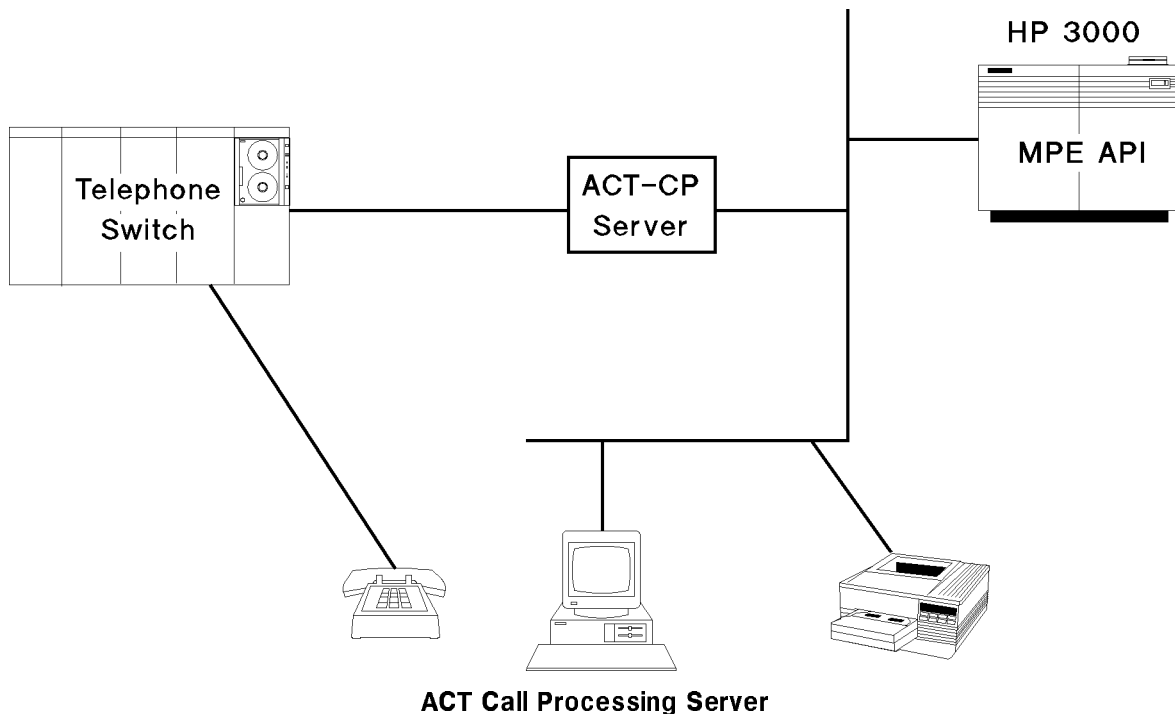 HP 3000
MPE API
Telephone
Switch
ACT-CP
Server
ACT Call Processing Server